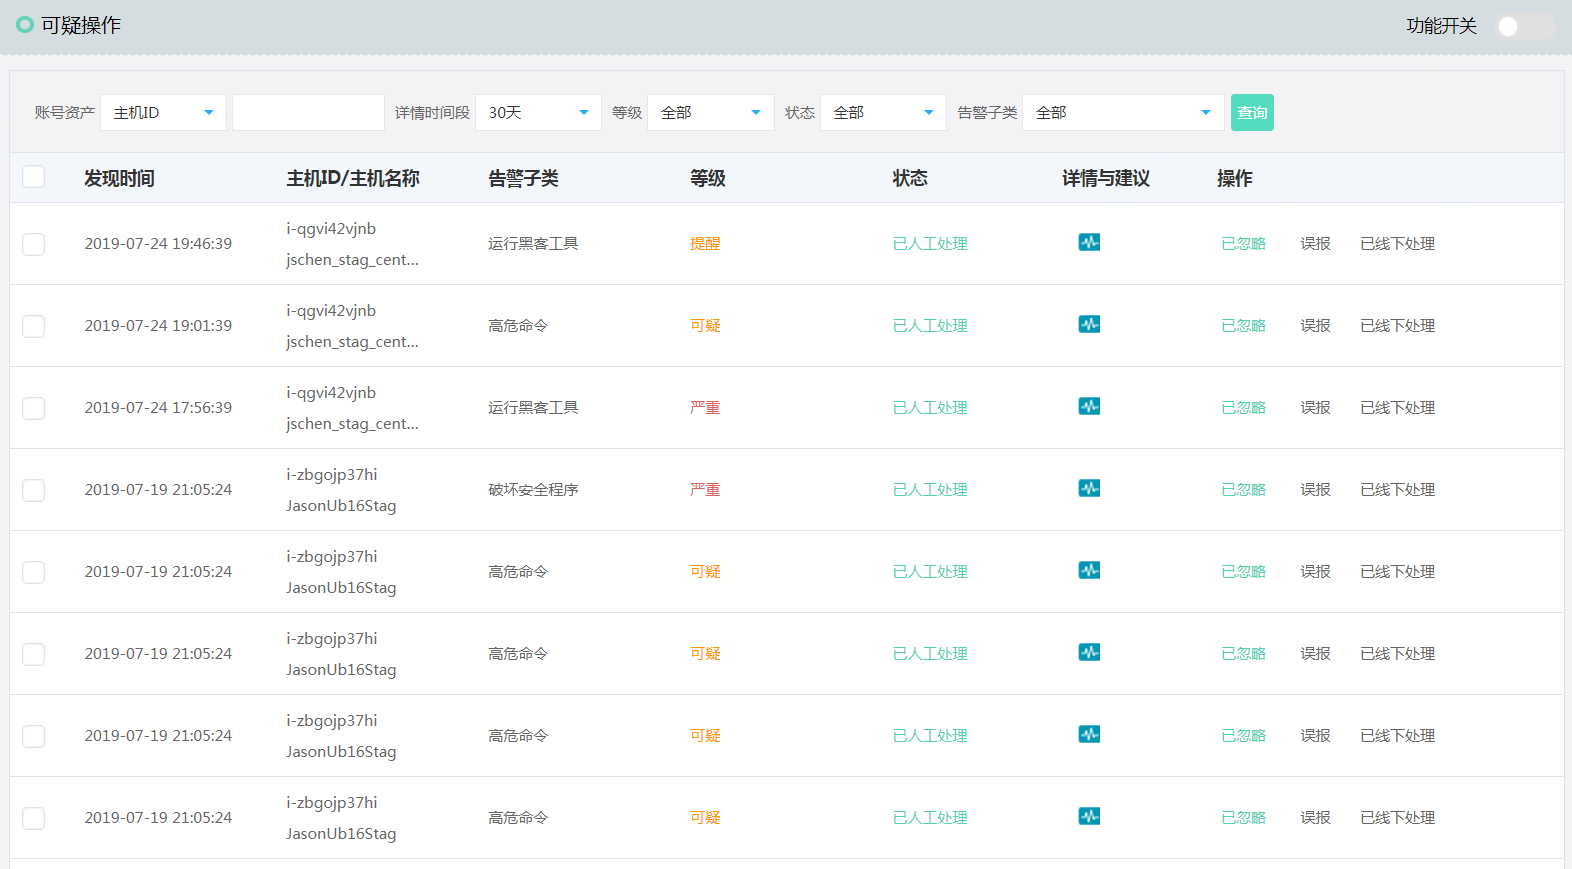 可疑操作 功能开关
账号资产 主机ID 详情时间段 30天 等级 全部 状态 全部 告警子类 全部 查询
发现时间 主机ID/主机名称 告警子类 等级 状态 详情与建议 操作
i-qgvi42vjnb
2019-07-24 19:46:39 运行黑客工具 提醒 已人工处理 已忽略 误报 已线下处理
jschen_stag_cent...
i-qgvi42vjnb
2019-07-24 19:01:39 高危命令 可疑 已人工处理 已忽略 误报 已线下处理
jschen_stag_cent...
i-qgvi42vjnb
2019-07-24 17:56:39 运行黑客工具 严重 已人工处理 已忽略 误报 已线下处理
jschen_stag_cent...
i-zbgojp37hi
2019-07-19 21:05:24 破坏安全程序 严重 已人工处理 已忽略 误报 已线下处理
JasonUb16Stag
i-zbgojp37hi
2019-07-19 21:05:24 高危命令 可疑 已人工处理 已忽略 误报 已线下处理
JasonUb16Stag
i-zbgojp37hi
2019-07-19 21:05:24 高危命令 可疑 已人工处理 已忽略 误报 已线下处理
JasonUb16Stag
i-zbgojp37hi
2019-07-19 21:05:24 高危命令 可疑 已人工处理 已忽略 误报 已线下处理
JasonUb16Stag
i-zbgojp37hi
2019-07-19 21:05:24 高危命令 可疑 已人工处理 已忽略 误报 已线下处理
JasonUb16Stag